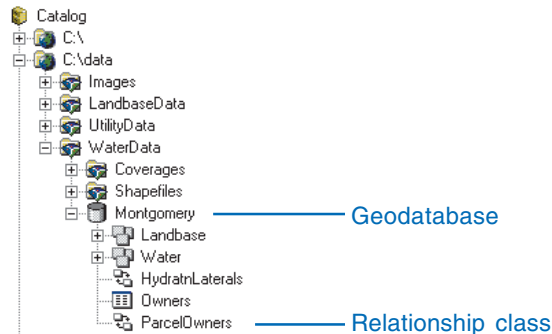 Catalog
C:\
C:\data
Images
LandbaseData
UtilityData
WaterData
Coverages
Shapefiles
Montgomery Geodatabase
Landbase
Water
HydratnLaterals
Owners
ParcelOwners Relationship class